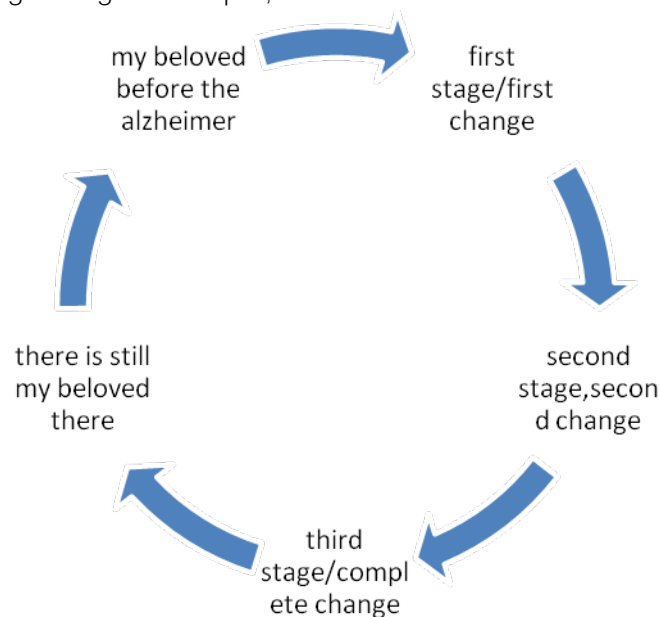 my beloved
before the
alzheimer
first
stage/first
change
second
stage,secon
d change
third
stage/compl
ete change
there is still
my beloved
there